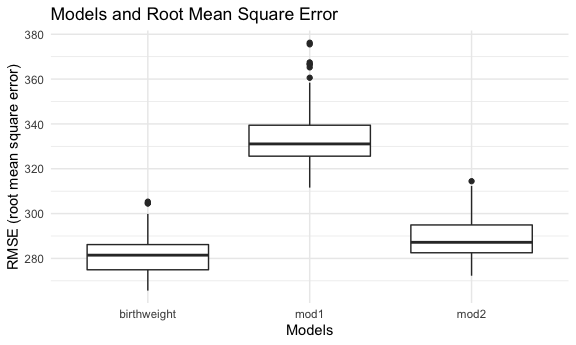 Models and Root Mean Square Error
RMSE (root mean square error)
380
360
340
320
300
280
birthweight
mod1
mod2
Models